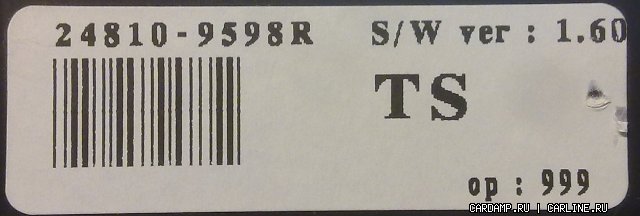 24810-9598R S/W ver : 1.60
TS
op : 999
CARDAMP.RU | CARLINE.RU